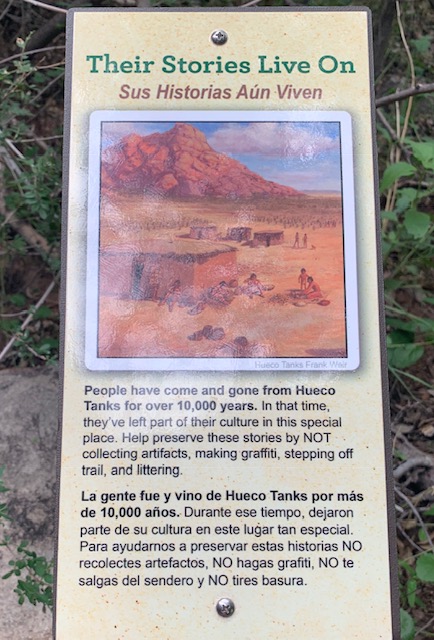 Their Stories Live On
Sus Historias Aún Viven
Hueco Tanks Frank Weir
People have come and gone from Hueco
Tanks for over 10,000 years. In that time,
they've left part of their culture in this special
place. Help preserve these stories by NOT
collecting artifacts, making graffiti, stepping off
trail, and littering.
La gente fue y vino de Hueco Tanks por más
de 10,000 años. Durante ese tiempo, dejaron
parte de su cultura en este lugar tan especial.
Para ayudarnos a preservar estas historias NO
recolectes artefactos, NO hagas grafiti, NO te
salgas del sendero y NO tires basura.